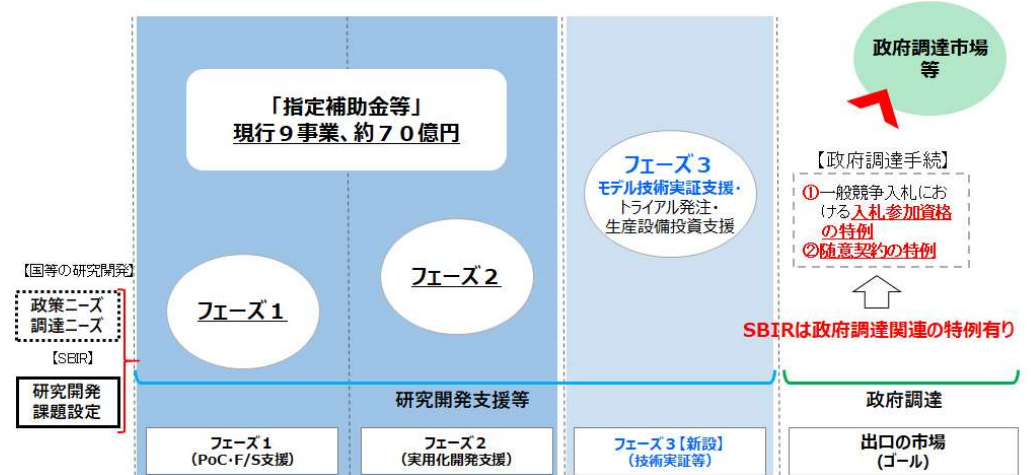 政府調達市場
等
「指定補助金等」
現行９事業、約７０億円
フェーズ３
モデル技術実証支援・
トライアル発注・
生産設備投資支援
【政府調達手続】
①一般競争入札にお
ける入札参加資格
の特例
②随意契約の特例
フェーズ１
フェーズ２
【国等の研究開発】
政策ニーズ
調達ニーズ
【SBIR】
研究開発
課題設定
SBIRは政府調達関連の特例有り
研究開発支援等
政府調達
フェーズ１
（PoC・F/S支援）
フェーズ２
（実用化開発支援）
フェーズ３【新設】
（技術実証等）
出口の市場
(ゴール)